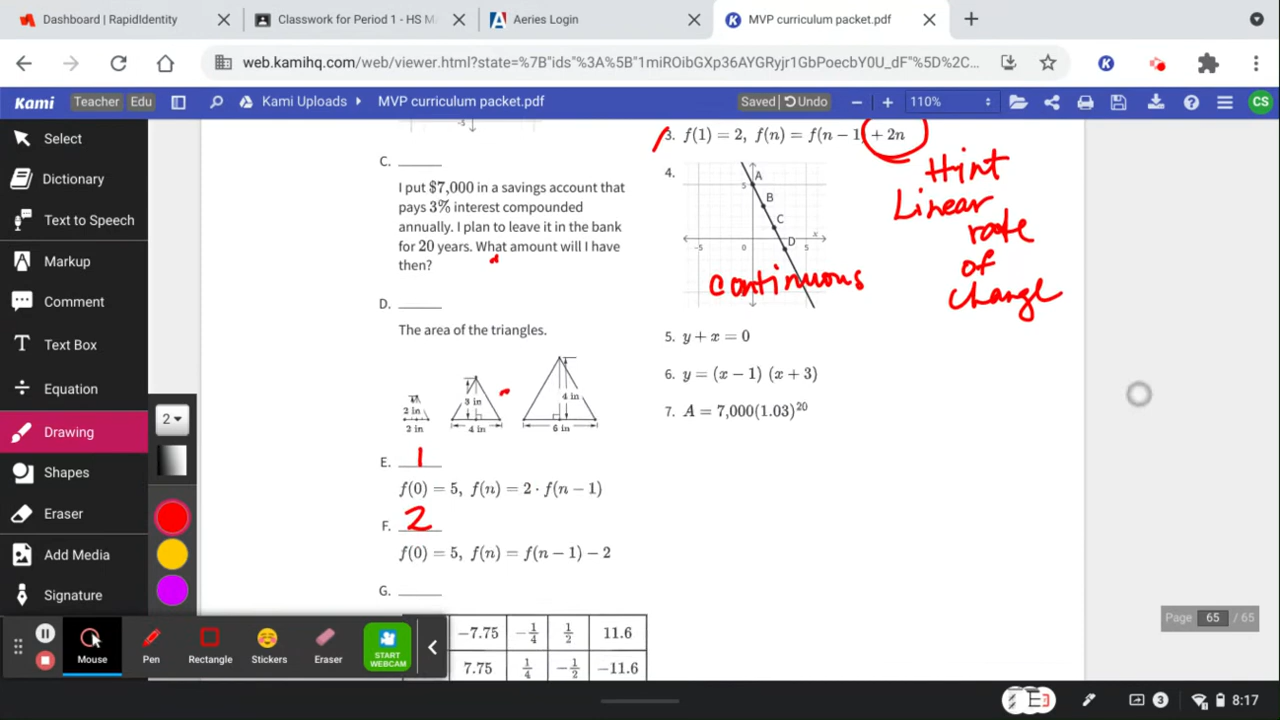 Dashboard | RapidIdentity
Classwork for Period 1 - HS M
Aeries Login
MVP curriculum packet.pdf
web.kamihq.com/web/viewer.html?state=%7B"ids"%3A%5B"1miROibGXp36AYGRyjr1GbPoecbY0U_dF"%5D%2C...
Kami Teacher Edu Kami Uploads MVP curriculum packet.pdf Saved Undo 110% CS
Select
Dictionary
Text to Speech
Markup
Comment
Text Box
Equation
Drawing
Shapes
Eraser
Add Media
Signature
2
-5
C. ______
I put $7,000 in a savings account that
pays 3% interest compounded
annually. I plan to leave it in the bank
for 20 years. What amount will I have
then?
D. ______
The area of the triangles.
2 in
2 in
3 in
4 in
4 in
6 in
E. 1
f(0) = 5, f(n) = 2 · f(n − 1)
F. 2
f(0) = 5, f(n) = f(n − 1) − 2
G. ______
−7.75 −1/4 1/2 11.6
7.75 1/4 −1/2 −11.6
3. f(1) = 2, f(n) = f(n − 1) + 2n
4.
5
A
B
C
D
x
-5
0
5
continuous
Hint
Linear
rate
of
change
5. y + x = 0
6. y = (x − 1) (x + 3)
7. A = 7,000(1.03)^20
Page 65 / 65
Mouse
Pen
Rectangle
Stickers
Eraser
START
WEBCAM
3
8:17